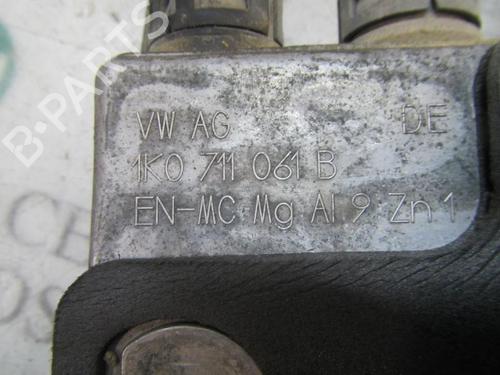 VW AG DE
1K0 711 061 B
EN-MC Mg Al 9 Zn 1
B-PARTS